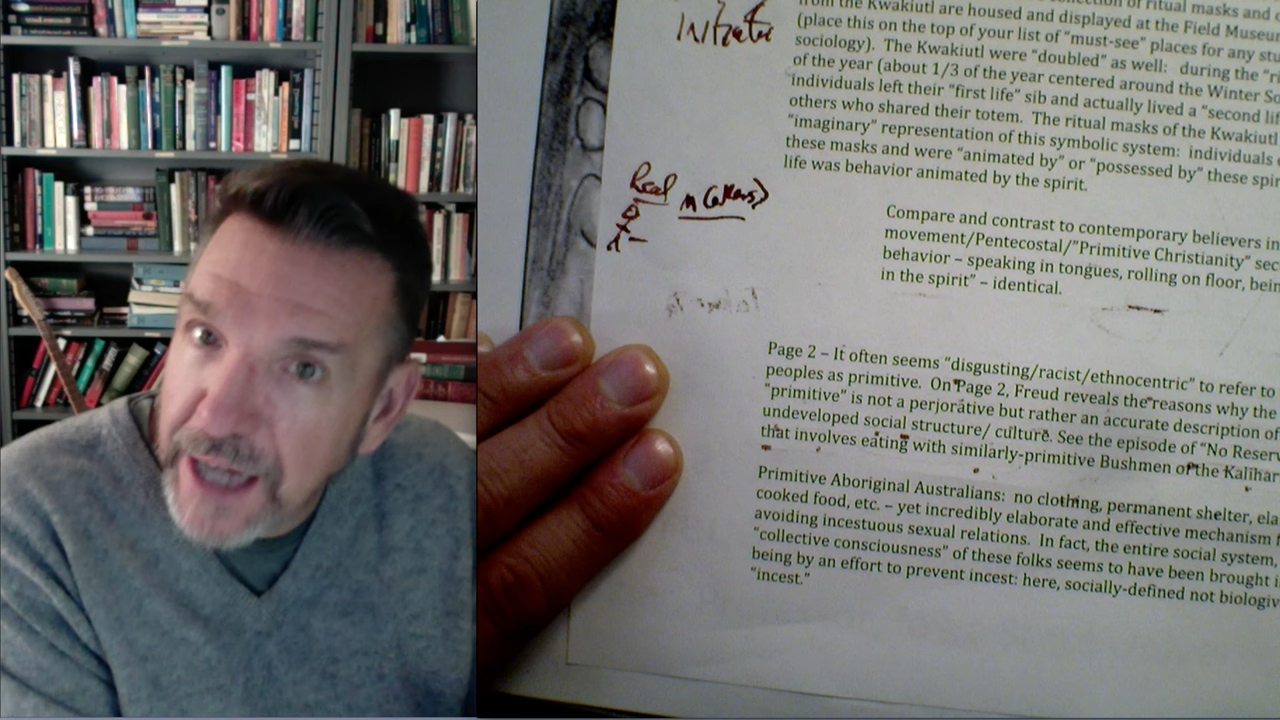 Initiate
from the Kwakiutl are housed and displayed at the Field Museum
(place this on the top of your list of "must-see" places for any stu
sociology). The Kwakiutl were "doubled" as well: during the "r
of the year (about 1/3 of the year centered around the Winter So
individuals left their "first life" sib and actually lived a "second lif
others who shared their totem. The ritual masks of the Kwakiutl
"imaginary" representation of this symbolic system: individuals
these masks and were "animated by" or "possessed by" these spir
life was behavior animated by the spirit.
Real
Compare and contrast to contemporary believers in
movement/Pentecostal/"Primitive Christianity" sec
behavior – speaking in tongues, rolling on floor, bein
in the spirit" – identical.
Page 2 – It often seems "disgusting/racist/ethnocentric" to refer to
peoples as primitive. On Page 2, Freud reveals the reasons why the
"primitive" is not a perjorative but rather an accurate description of
undeveloped social structure/ culture. See the episode of "No Reserv
that involves eating with similarly-primitive Bushmen of the Kalihar
Primitive Aboriginal Australians: no clothing, permanent shelter, ela
cooked food, etc. – yet incredibly elaborate and effective mechanism f
avoiding incestuous sexual relations. In fact, the entire social system,
"collective consciousness" of these folks seems to have been brought i
being by an effort to prevent incest: here, socially-defined not biologiv
"incest."